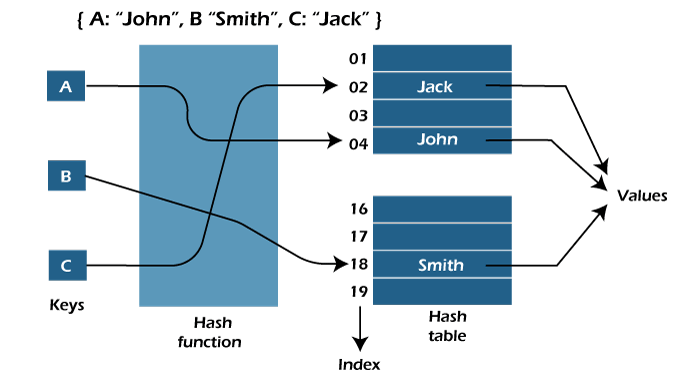 { A: “John”, B “Smith”, C: “Jack” }
A
B
C
Keys
Hash
function
01
02
03
04
Jack
John
16
17
18
19
Smith
Hash
table
Index
Values